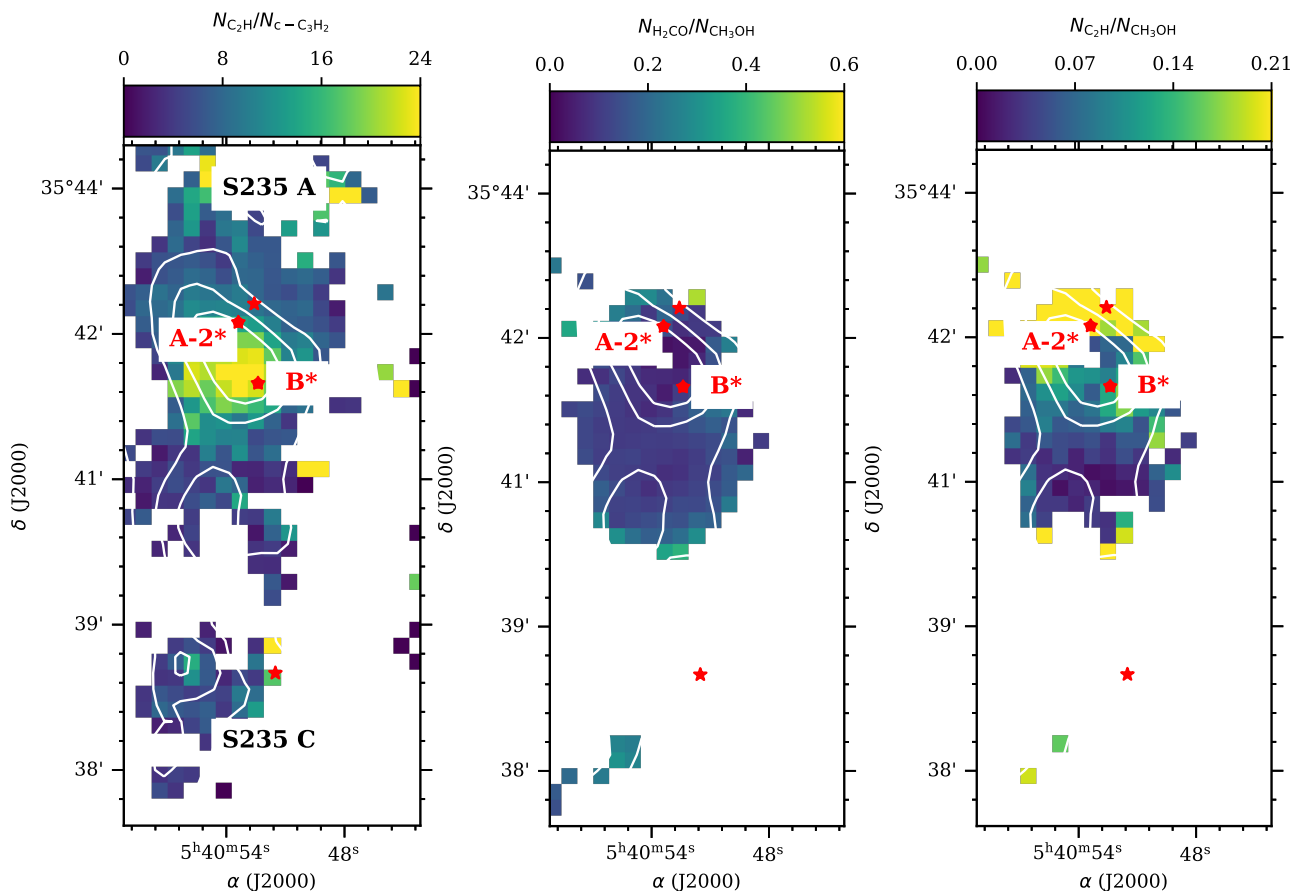 N_C₂H/N_c−C₃H₂
0 8 16 24
S235 A
A-2*
B*
S235 C
35°44'
42'
41'
39'
38'
δ (J2000)
5ʰ40ᵐ54ˢ 48ˢ
α (J2000)
N_H₂CO/N_CH₃OH
0.0 0.2 0.4 0.6
A-2*
B*
35°44'
42'
41'
39'
38'
δ (J2000)
5ʰ40ᵐ54ˢ 48ˢ
α (J2000)
N_C₂H/N_CH₃OH
0.00 0.07 0.14 0.21
A-2*
B*
35°44'
42'
41'
39'
38'
δ (J2000)
5ʰ40ᵐ54ˢ 48ˢ
α (J2000)